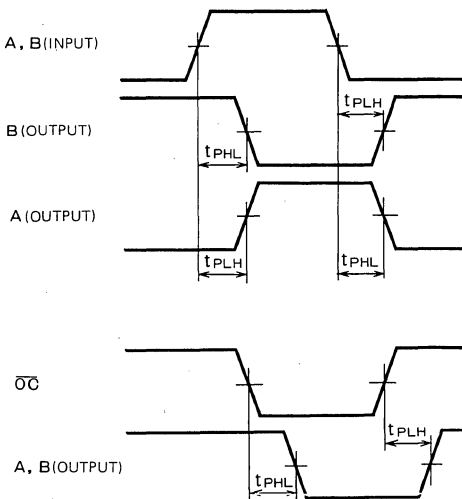 A, B(INPUT)
tPLH
B(OUTPUT)
tPHL
A(OUTPUT)
tPLH
tPHL
OC
tPLH
A, B(OUTPUT)
tPHL